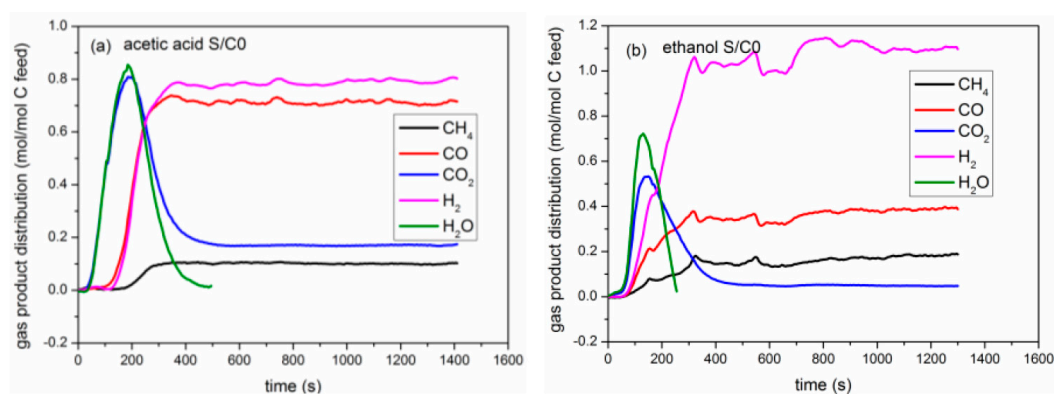 (a) acetic acid S/C0
gas product distribution (mol/mol C feed)
1.0
0.8
0.6
0.4
0.2
0.0
-0.2
CH4
CO
CO2
H2
H2O
0 200 400 600 800 1000 1200 1400 1600
time (s)
(b) ethanol S/C0
gas product distribution (mol/mol C feed)
1.2
1.0
0.8
0.6
0.4
0.2
0.0
-0.2
CH4
CO
CO2
H2
H2O
0 200 400 600 800 1000 1200 1400 1600
time (s)